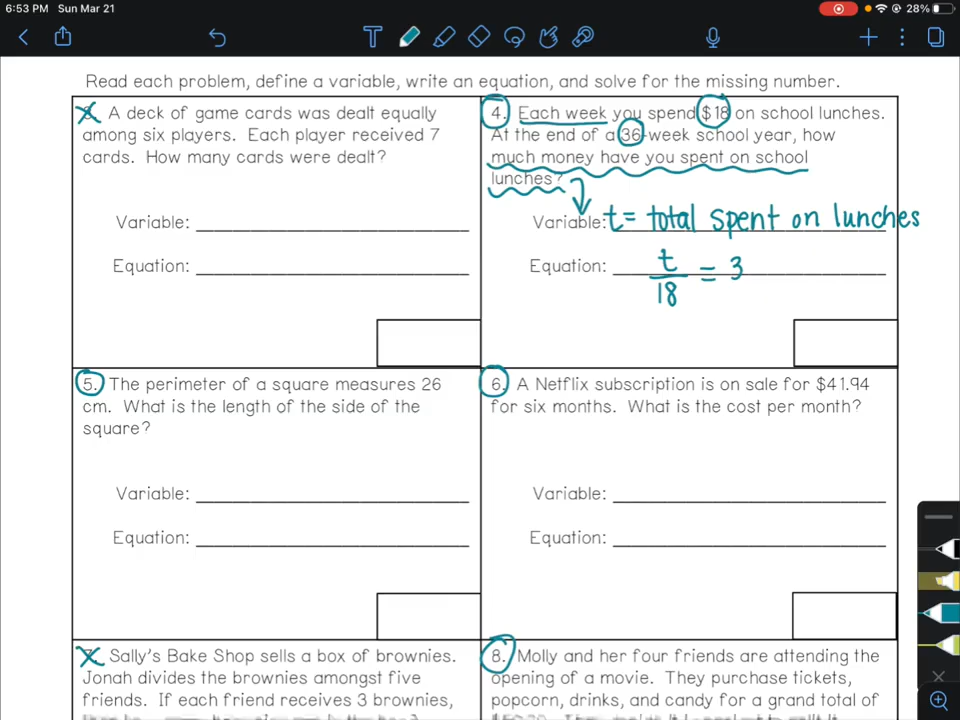 6:53 PM Sun Mar 21
28%
Read each problem, define a variable, write an equation, and solve for the missing number.
3. A deck of game cards was dealt equally
among six players. Each player received 7
cards. How many cards were dealt?
Variable:
Equation:
4. Each week you spend $18 on school lunches.
At the end of a 36-week school year, how
much money have you spent on school
lunches?
Variable: t = total spent on lunches
Equation: t/18 = 3
5. The perimeter of a square measures 26
cm. What is the length of the side of the
square?
Variable:
Equation:
6. A Netflix subscription is on sale for $41.94
for six months. What is the cost per month?
Variable:
Equation:
7. Sally's Bake Shop sells a box of brownies.
Jonah divides the brownies amongst five
friends. If each friend receives 3 brownies,
8. Molly and her four friends are attending the
opening of a movie. They purchase tickets,
popcorn, drinks, and candy for a grand total of